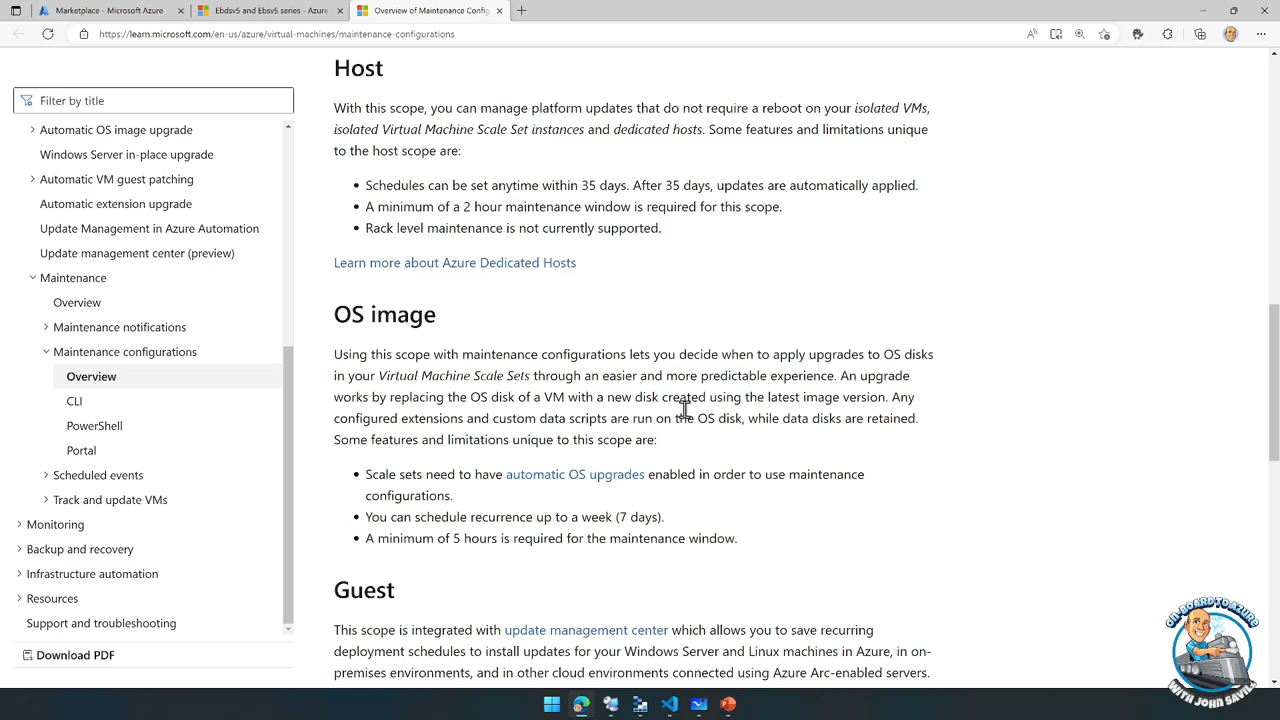 Marketplace - Microsoft Azure
Ebdsv5 and Ebsv5 series - Azure
Overview of Maintenance Config
https://learn.microsoft.com/en-us/azure/virtual-machines/maintenance-configurations
Filter by title
Automatic OS image upgrade
Windows Server in-place upgrade
Automatic VM guest patching
Automatic extension upgrade
Update Management in Azure Automation
Update management center (preview)
Maintenance
Overview
Maintenance notifications
Maintenance configurations
Overview
CLI
PowerShell
Portal
Scheduled events
Track and update VMs
Monitoring
Backup and recovery
Infrastructure automation
Resources
Support and troubleshooting
Download PDF
Host
With this scope, you can manage platform updates that do not require a reboot on your isolated VMs,
isolated Virtual Machine Scale Set instances and dedicated hosts. Some features and limitations unique
to the host scope are:
• Schedules can be set anytime within 35 days. After 35 days, updates are automatically applied.
• A minimum of a 2 hour maintenance window is required for this scope.
• Rack level maintenance is not currently supported.
Learn more about Azure Dedicated Hosts
OS image
Using this scope with maintenance configurations lets you decide when to apply upgrades to OS disks
in your Virtual Machine Scale Sets through an easier and more predictable experience. An upgrade
works by replacing the OS disk of a VM with a new disk created using the latest image version. Any
configured extensions and custom data scripts are run on the OS disk, while data disks are retained.
Some features and limitations unique to this scope are:
• Scale sets need to have automatic OS upgrades enabled in order to use maintenance
configurations.
• You can schedule recurrence up to a week (7 days).
• A minimum of 5 hours is required for the maintenance window.
Guest
This scope is integrated with update management center which allows you to save recurring
deployment schedules to install updates for your Windows Server and Linux machines in Azure, in on-
premises environments, and in other cloud environments connected using Azure Arc-enabled servers.
ON-BOARD TO AZURE
WITH JOHN SAVILL